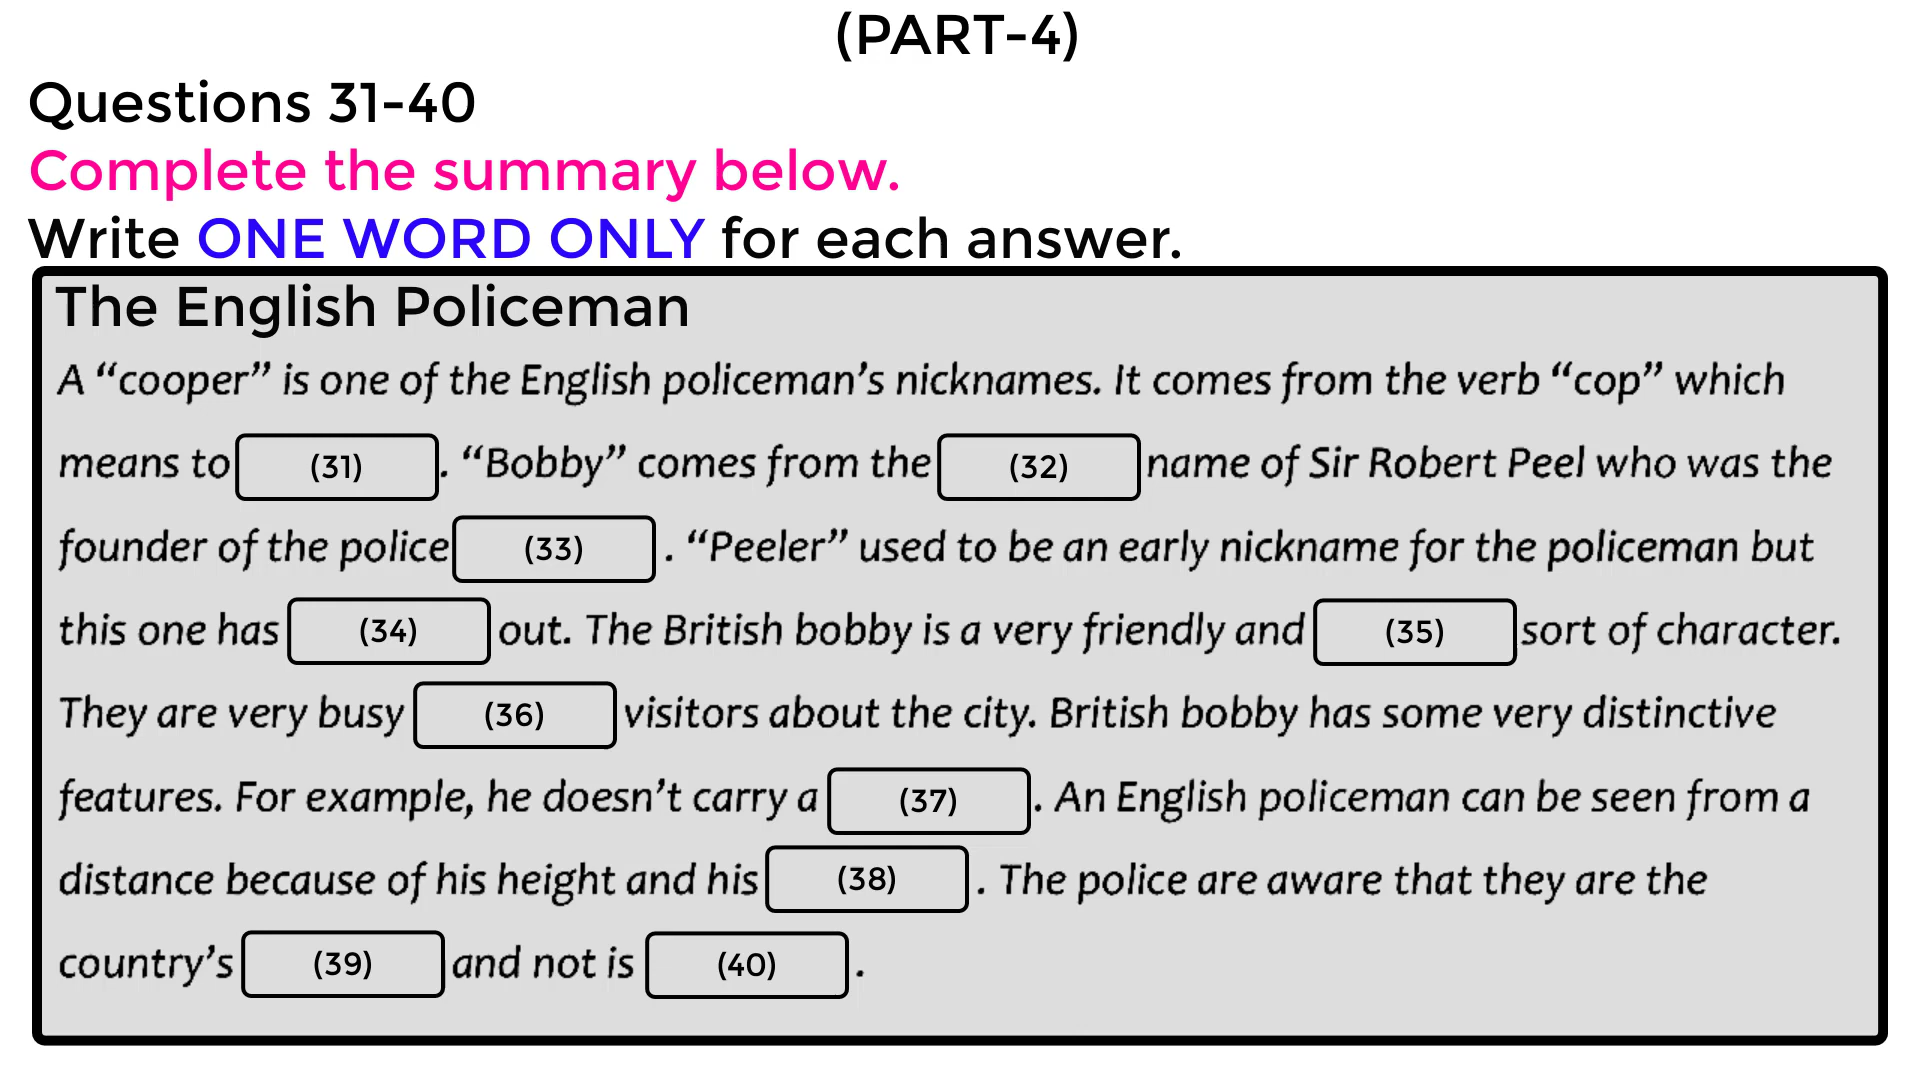 (PART-4)
Questions 31-40
Complete the summary below.
Write ONE WORD ONLY for each answer.
The English Policeman
A “cooper” is one of the English policeman’s nicknames. It comes from the verb “cop” which
means to (31) . “Bobby” comes from the (32) name of Sir Robert Peel who was the
founder of the police (33) . “Peeler” used to be an early nickname for the policeman but
this one has (34) out. The British bobby is a very friendly and (35) sort of character.
They are very busy (36) visitors about the city. British bobby has some very distinctive
features. For example, he doesn’t carry a (37) . An English policeman can be seen from a
distance because of his height and his (38) . The police are aware that they are the
country’s (39) and not is (40) .